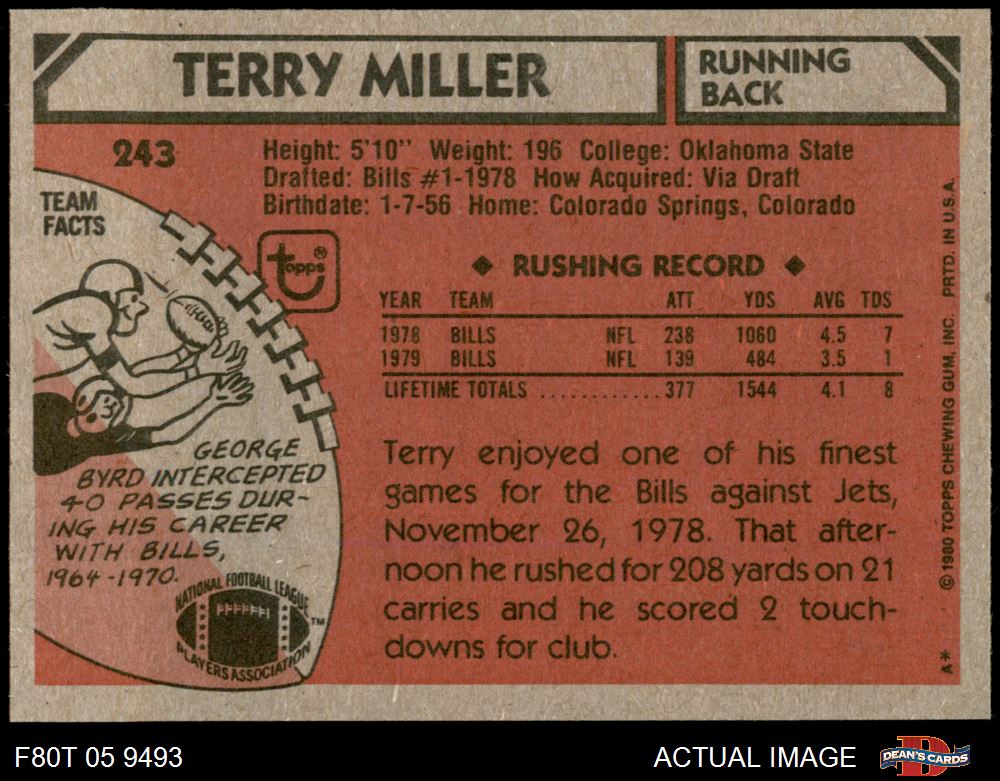 TERRY MILLER
RUNNING
BACK
243
Height: 5'10" Weight: 196 College: Oklahoma State
Drafted: Bills #1-1978 How Acquired: Via Draft
Birthdate: 1-7-56 Home: Colorado Springs, Colorado
TEAM
FACTS
topps®
◆ RUSHING RECORD ◆
YEAR TEAM ATT YDS AVG TDS
1978 BILLS NFL 238 1060 4.5 7
1979 BILLS NFL 139 484 3.5 1
LIFETIME TOTALS ............ 377 1544 4.1 8
GEORGE
BYRD INTERCEPTED
40 PASSES DUR-
ING HIS CAREER
WITH BILLS,
1964-1970.
NATIONAL FOOTBALL LEAGUE
PLAYERS ASSOCIATION
TM
Terry enjoyed one of his finest
games for the Bills against Jets,
November 26, 1978. That after-
noon he rushed for 208 yards on 21
carries and he scored 2 touch-
downs for club.
A* © 1980 TOPPS CHEWING GUM, INC. PRTD. IN U.S.A.
F80T 05 9493
ACTUAL IMAGE
DEAN'S CARDS